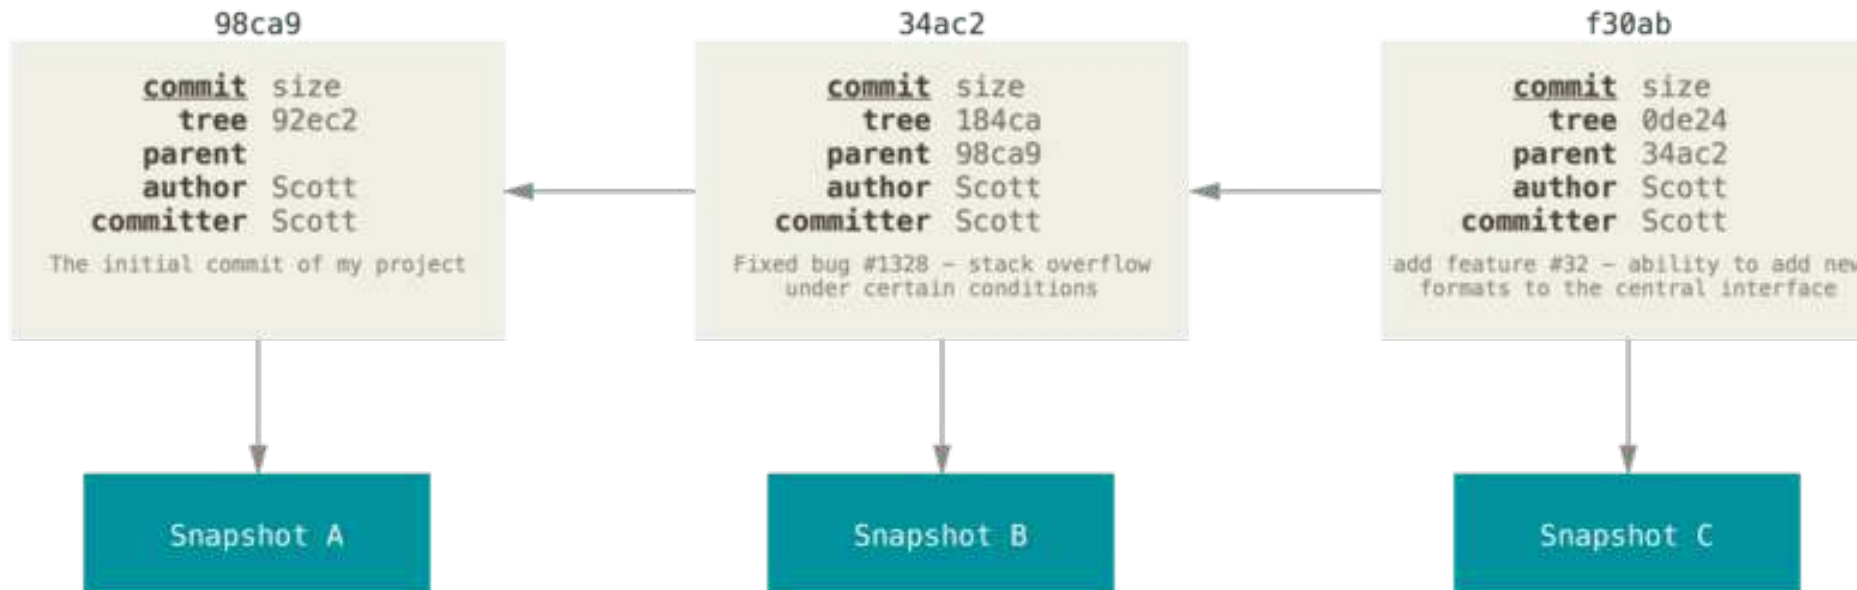 98ca9
commit size
tree 92ec2
parent
author Scott
committer Scott
The initial commit of my project
Snapshot A
34ac2
commit size
tree 184ca
parent 98ca9
author Scott
committer Scott
Fixed bug #1328 — stack overflow
under certain conditions
Snapshot B
f30ab
commit size
tree 0de24
parent 34ac2
author Scott
committer Scott
add feature #32 — ability to add new
formats to the central interface
Snapshot C